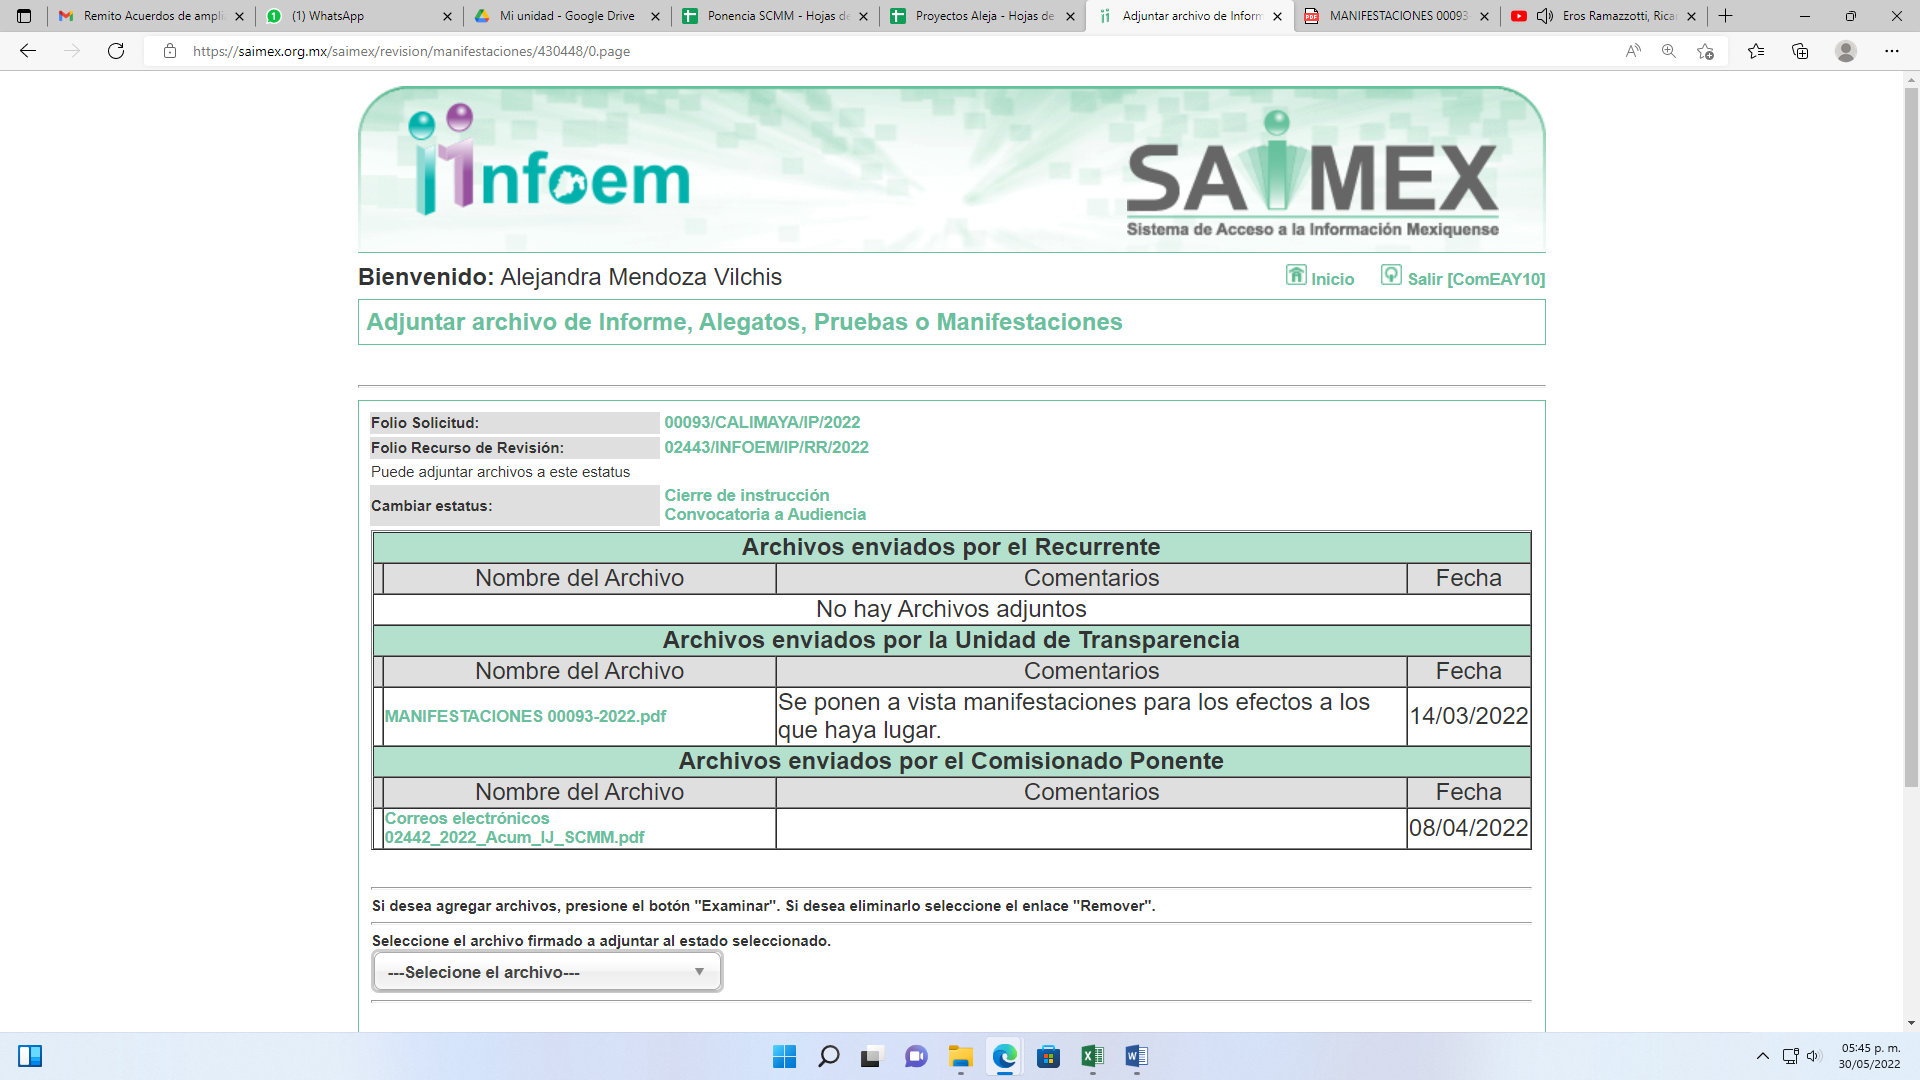 Remito Acuerdos de ampli
(1) WhatsApp
Mi unidad - Google Drive
Ponencia SCMM - Hojas de
Proyectos Aleja - Hojas de
Adjuntar archivo de Inform
MANIFESTACIONES 00093
Eros Ramazzotti, Rica
https://saimex.org.mx/saimex/revision/manifestaciones/430448/0.page
infoem
SAIMEX
Sistema de Acceso a la Información Mexiquense
Bienvenido: Alejandra Mendoza Vilchis
Inicio
Salir [ComEAY10]
Adjuntar archivo de Informe, Alegatos, Pruebas o Manifestaciones
Folio Solicitud: 00093/CALIMAYA/IP/2022
Folio Recurso de Revisión: 02443/INFOEM/IP/RR/2022
Puede adjuntar archivos a este estatus
Cambiar estatus:
Cierre de instrucción
Convocatoria a Audiencia
Archivos enviados por el Recurrente
Nombre del Archivo Comentarios Fecha
No hay Archivos adjuntos
Archivos enviados por la Unidad de Transparencia
Nombre del Archivo Comentarios Fecha
MANIFESTACIONES 00093-2022.pdf
Se ponen a vista manifestaciones para los efectos a los
que haya lugar.
14/03/2022
Archivos enviados por el Comisionado Ponente
Nombre del Archivo Comentarios Fecha
Correos electrónicos
02442_2022_Acum_IJ_SCMM.pdf
08/04/2022
Si desea agregar archivos, presione el botón "Examinar". Si desea eliminarlo seleccione el enlace "Remover".
Seleccione el archivo firmado a adjuntar al estado seleccionado.
---Selecione el archivo---
05:45 p. m.
30/05/2022